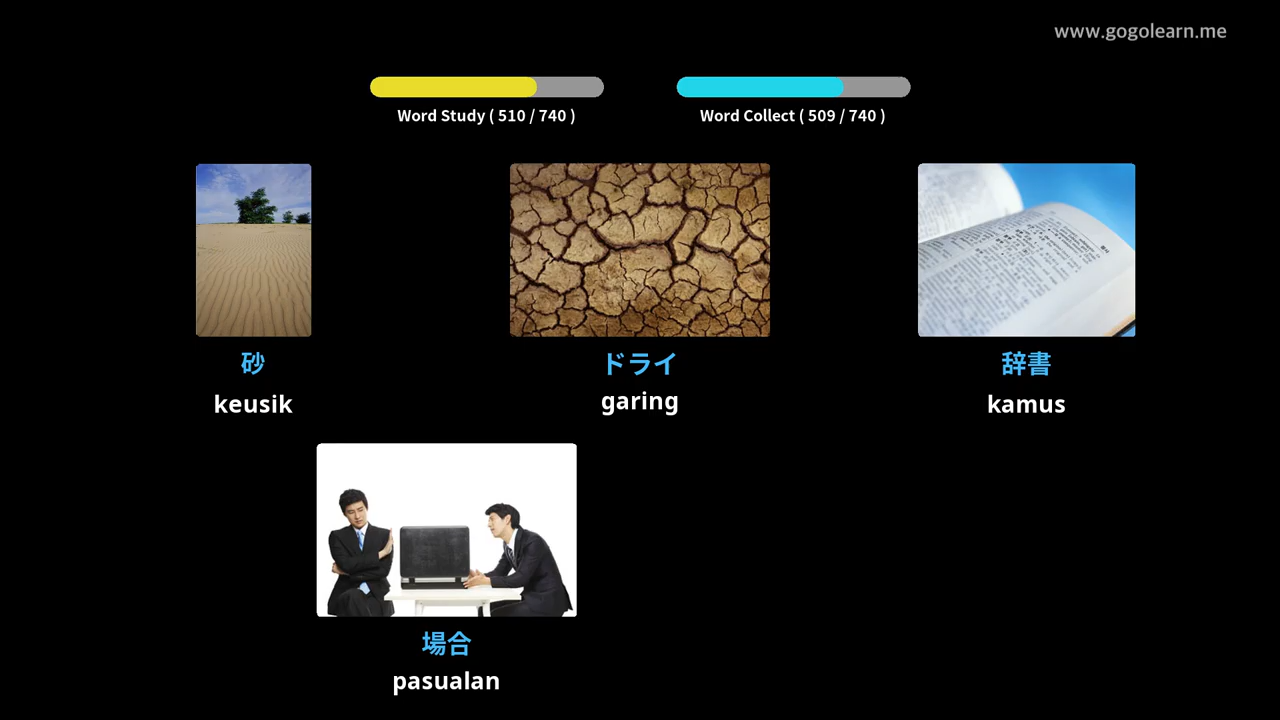 www.gogolearn.me
Word Study ( 510 / 740 )
Word Collect ( 509 / 740 )
砂
ドライ
辞書
keusik
garing
kamus
場合
pasualan